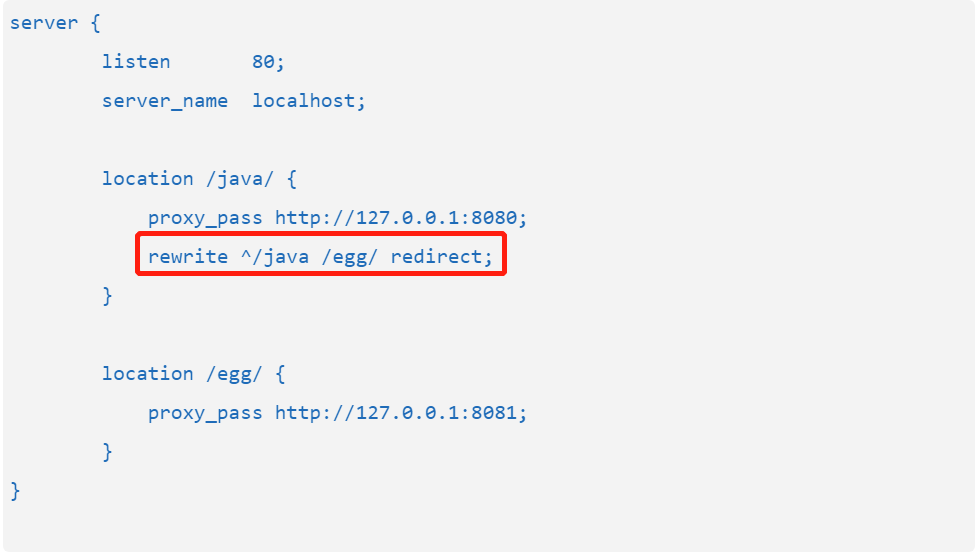 server {
listen 80;
server_name localhost;
location /java/ {
proxy_pass http://127.0.0.1:8080;
rewrite ^/java /egg/ redirect;
}
location /egg/ {
proxy_pass http://127.0.0.1:8081;
}
}